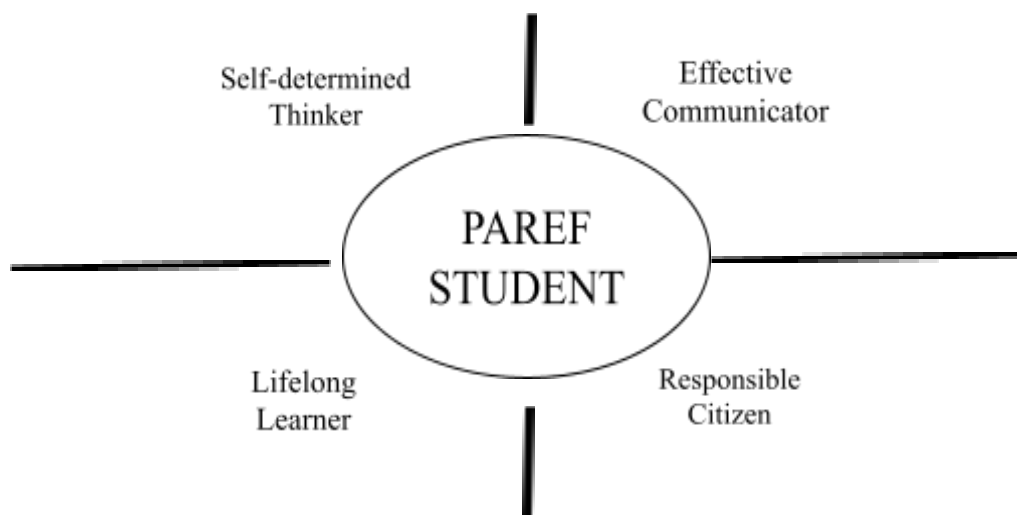 Self-determined
Thinker
Effective
Communicator
PAREF
STUDENT
Lifelong
Learner
Responsible
Citizen